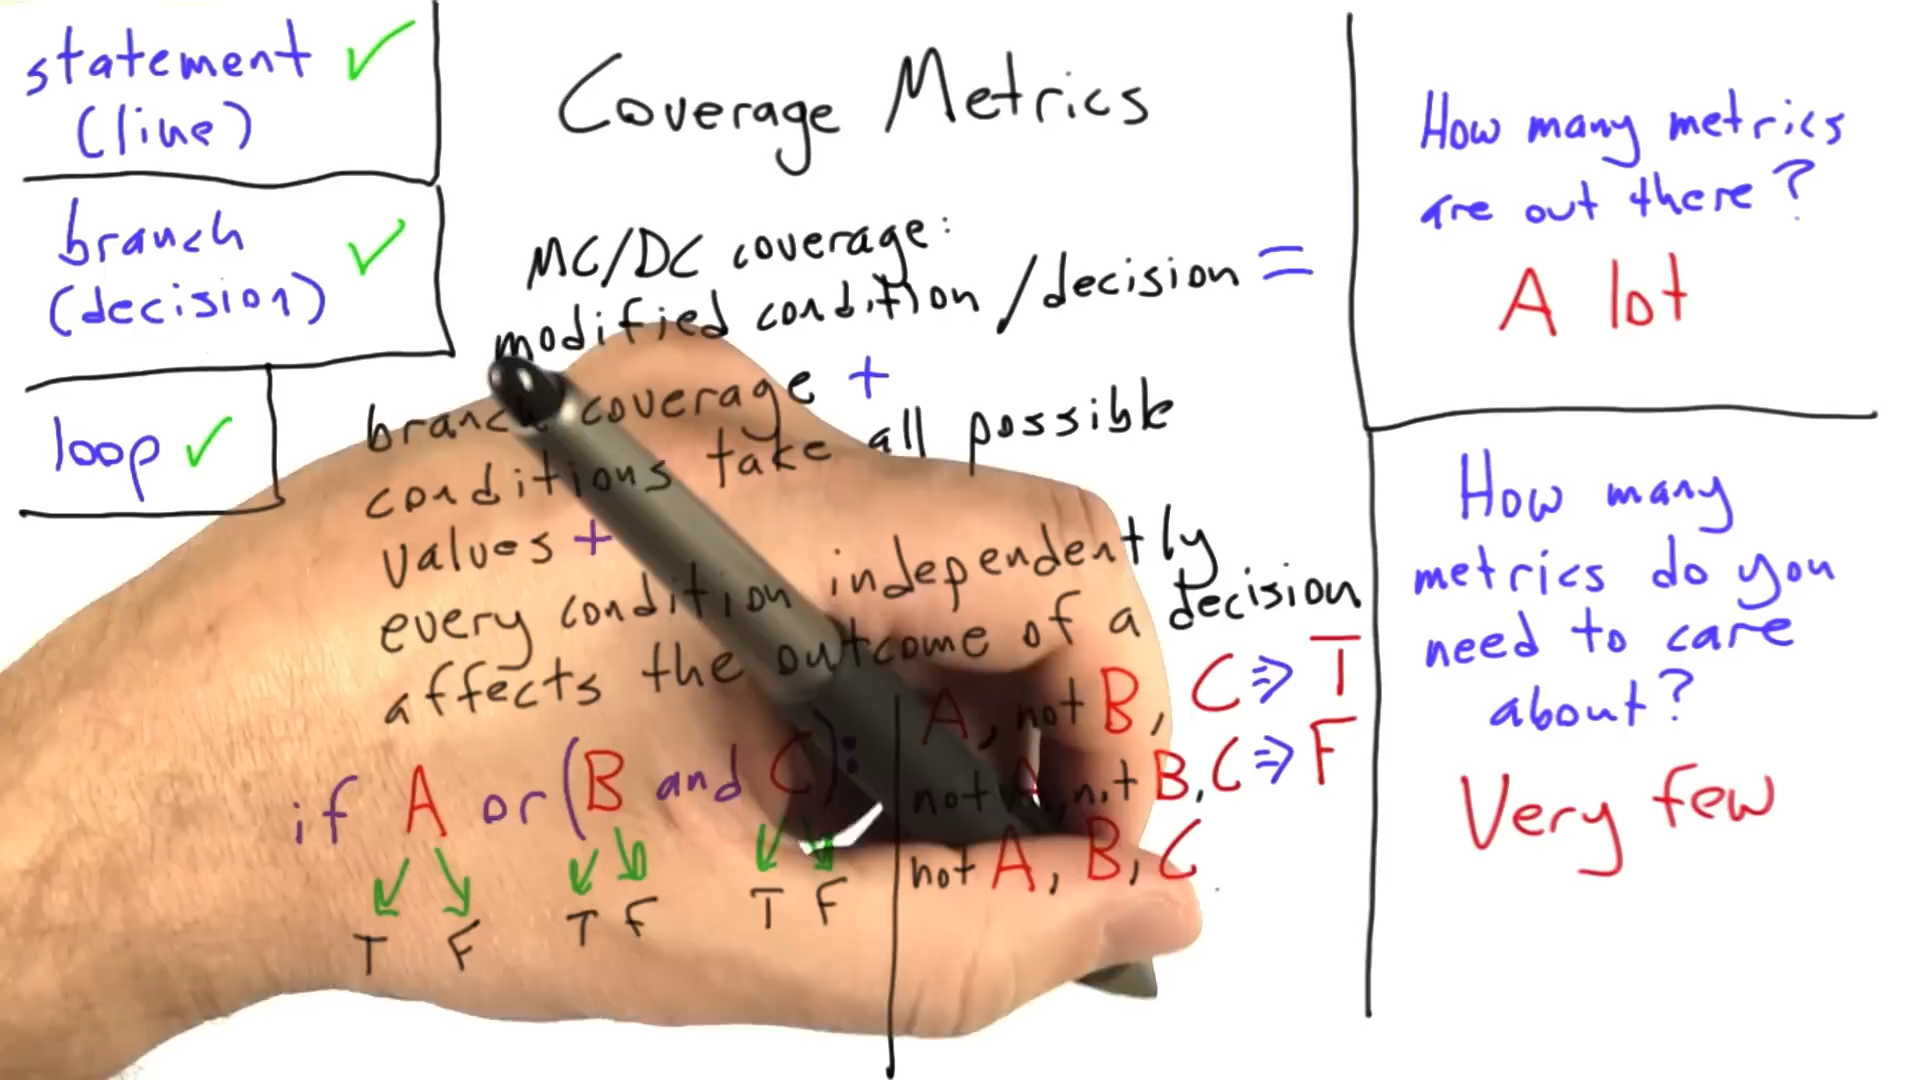 statement ✓
(line)
branch ✓
(decision)
loop ✓
Coverage Metrics
MC/DC coverage:
modified condition/decision =
branch coverage +
conditions take all possible
values +
every condition independently
affects the outcome of a decision
if A or (B and C):
T F T F T F
A, not B, C ⇒ T
not A, not B, C ⇒ F
not A, B, C
How many metrics
are out there?
A lot
How many
metrics do you
need to care
about?
Very few